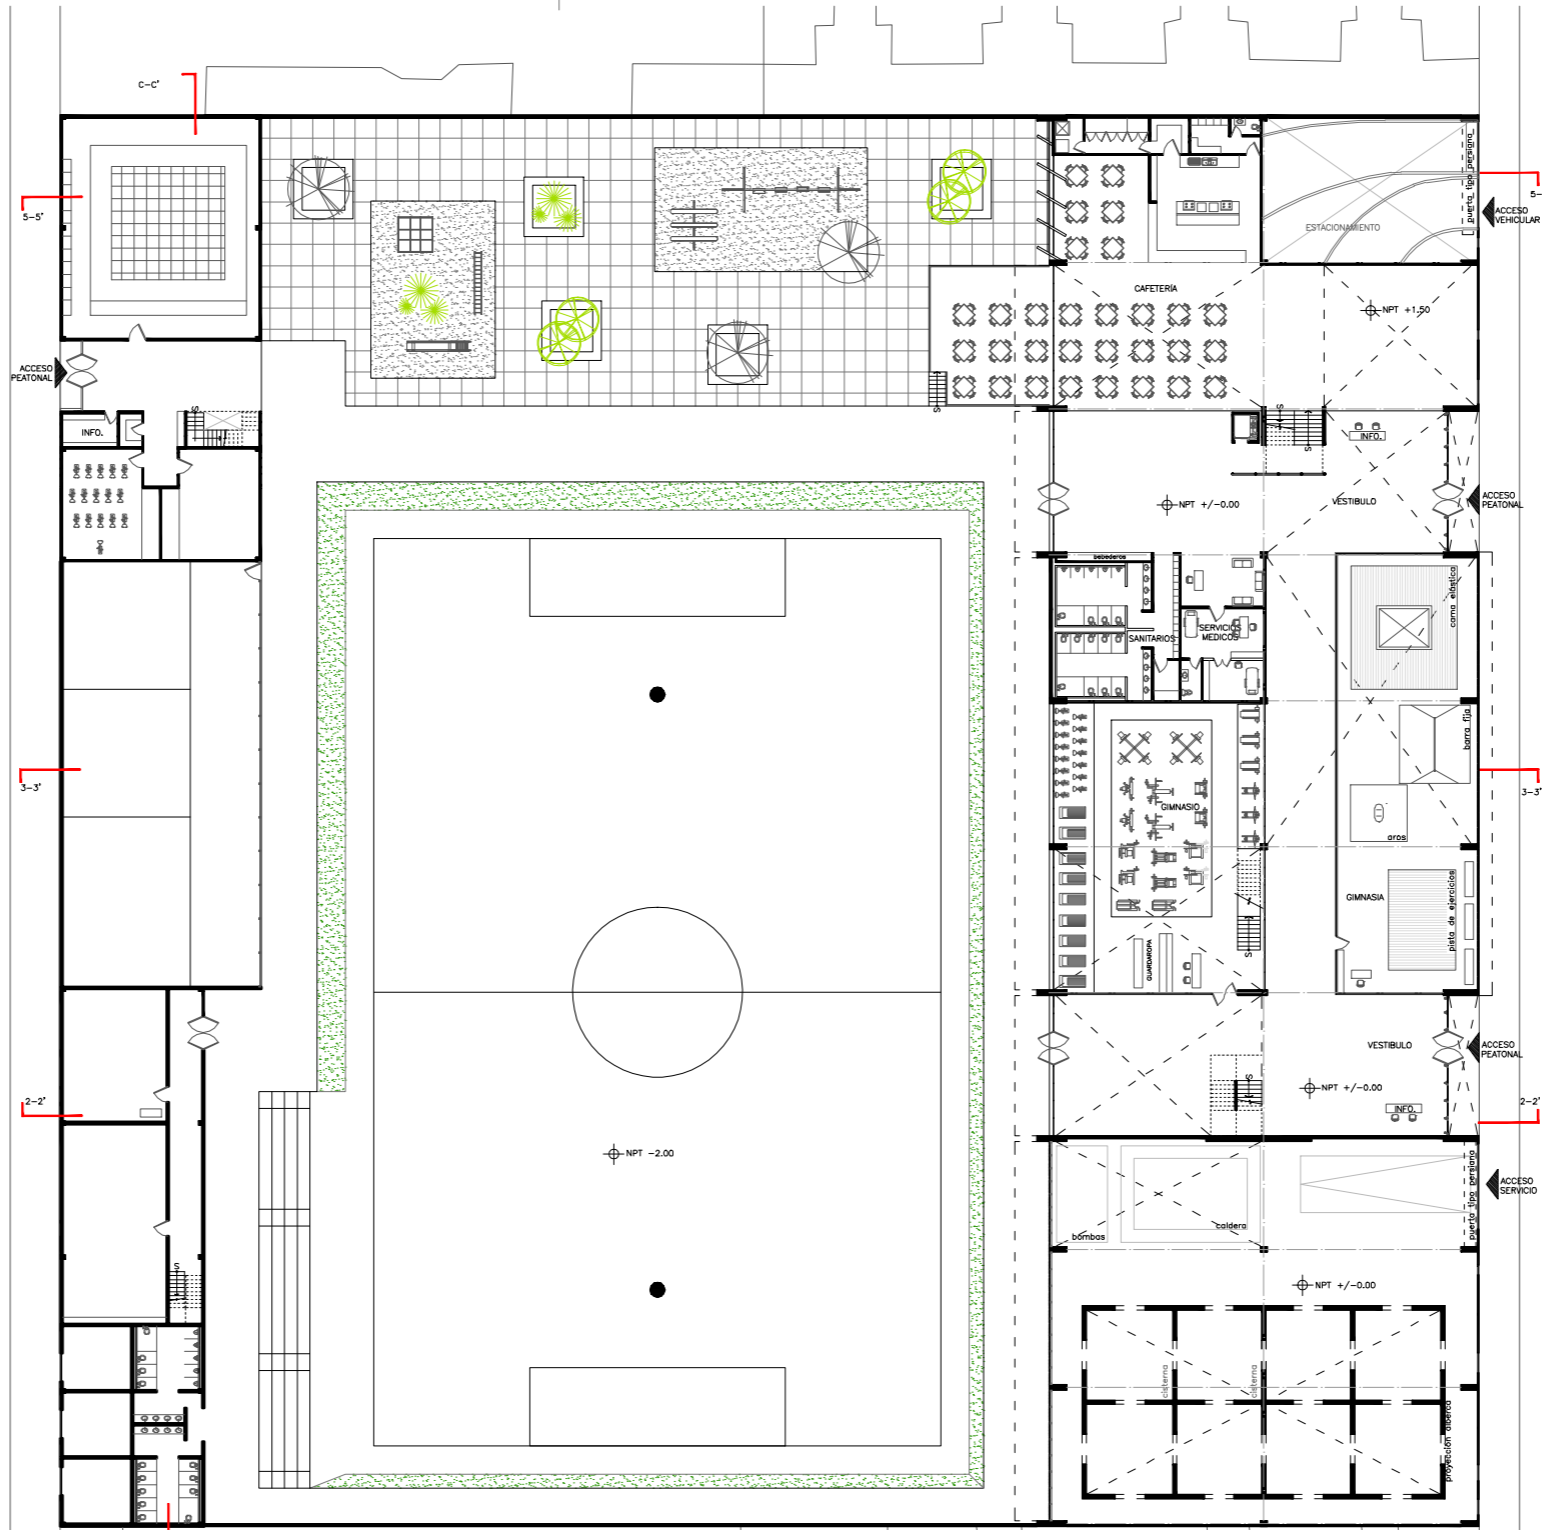 C-C'
5-5'
puerta tipo persiana
5-
ACCESO
VEHICULAR
ESTACIONAMIENTO
CAFETERÍA
NPT +1.50
ACCESO
PEATONAL
S
INFO.
S
S
INFO.
NPT +/-0.00
VESTIBULO
ACCESO
PEATONAL
bebederos
cama elástica
SANITARIOS
SERVICIOS
MEDICOS
barra fija
3-3'
3-3'
GIMNASIO
aros
GIMNASIA
pista de ejercicios
GUARDAROPA
S
VESTIBULO
ACCESO
PEATONAL
S
NPT +/-0.00
2-2'
2-2'
INFO.
NPT -2.00
puerta tipo persiana
ACCESO
SERVICIO
caldera
bombas
S
NPT +/-0.00
cisterna
cisterna
proyección alberca